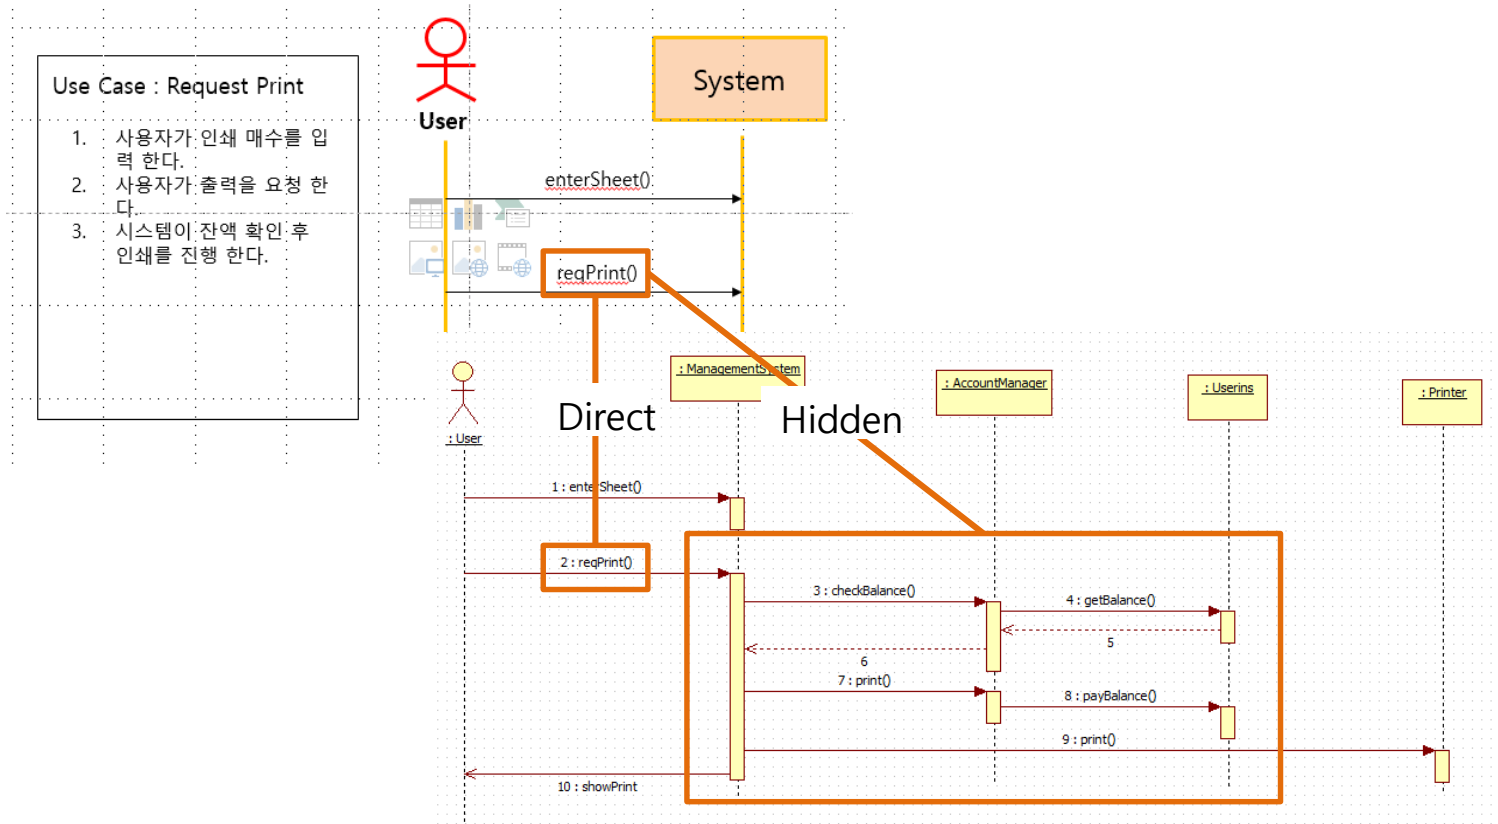 Use Case : Request Print
1. 사용자가 인쇄 매수를 입
력 한다.
2. 사용자가 출력을 요청 한
다.
3. 시스템이 잔액 확인 후
인쇄를 진행 한다.
User
System
enterSheet()
reqPrint()
Direct
Hidden
: User
: ManagementSystem
: AccountManager
: Userins
: Printer
1 : enterSheet()
2 : reqPrint()
3 : checkBalance()
4 : getBalance()
5
6
7 : print()
8 : payBalance()
9 : print()
10 : showPrint